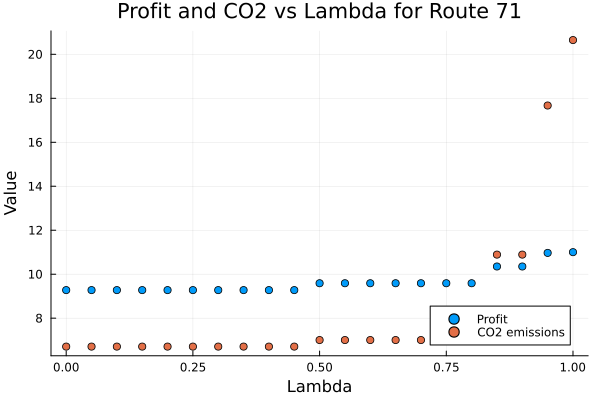 Profit and CO2 vs Lambda for Route 71
Value
20
18
16
14
12
10
8
Profit
CO2 emissions
0.00 0.25 0.50 0.75 1.00
Lambda